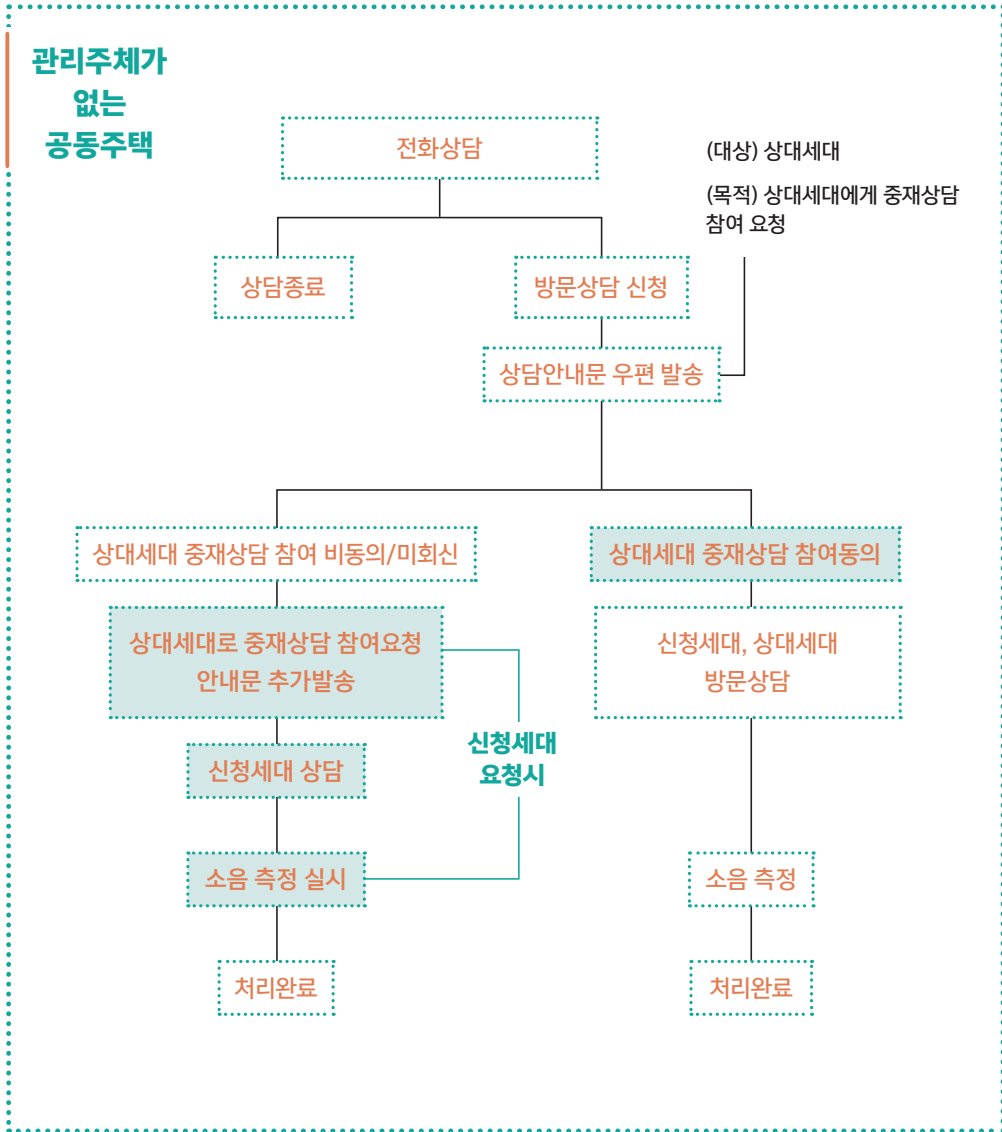 관리주체가
없는
공동주택
전화상담
(대상) 상대세대
(목적) 상대세대에게 중재상담
참여 요청
상담종료
방문상담 신청
상담안내문 우편 발송
상대세대 중재상담 참여 비동의/미회신
상대세대 중재상담 참여동의
상대세대로 중재상담 참여요청
안내문 추가발송
신청세대, 상대세대
방문상담
신청세대
요청시
신청세대 상담
소음 측정 실시
소음 측정
처리완료
처리완료